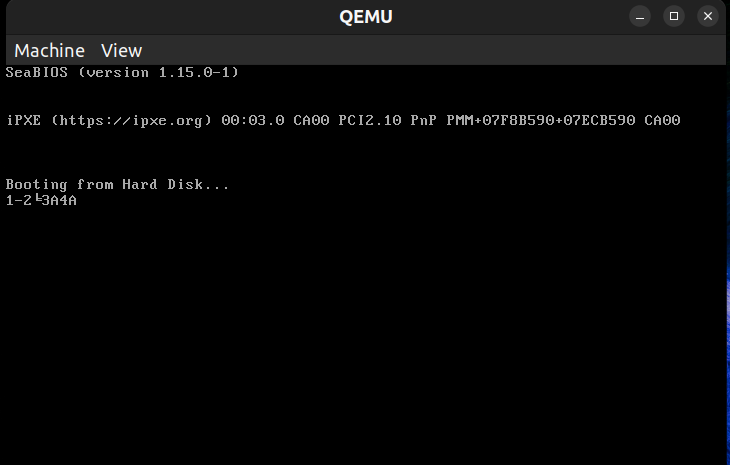 QEMU
Machine View
SeaBIOS (version 1.15.0-1)
iPXE (https://ipxe.org) 00:03.0 CA00 PCI2.10 PnP PMM+07F8B590+07ECB590 CA00
Booting from Hard Disk...
1-2╘3A4A